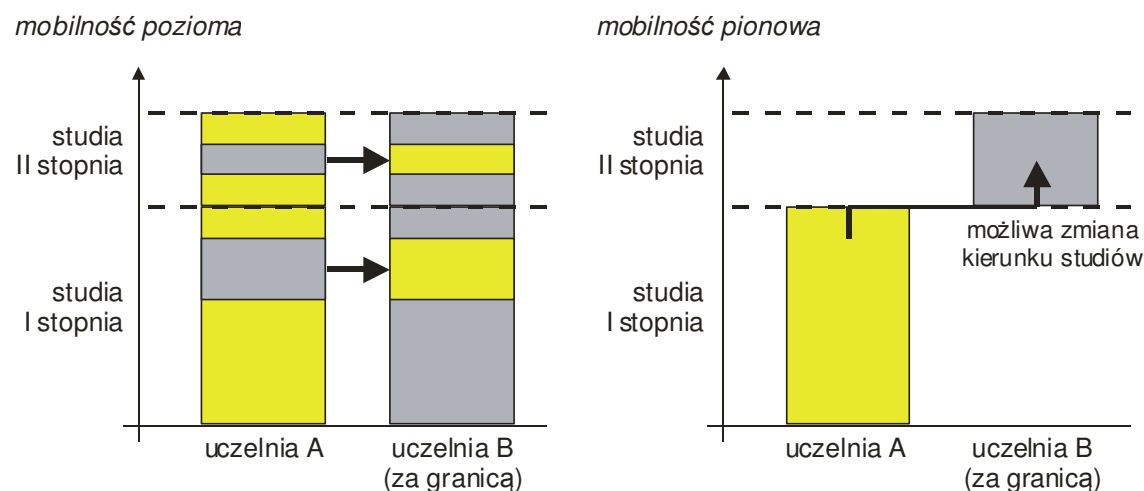 mobilność pozioma
studia
II stopnia
studia
I stopnia
uczelnia A
uczelnia B
(za granicą)
mobilność pionowa
studia
II stopnia
możliwa zmiana
kierunku studiów
studia
I stopnia
uczelnia A
uczelnia B
(za granicą)